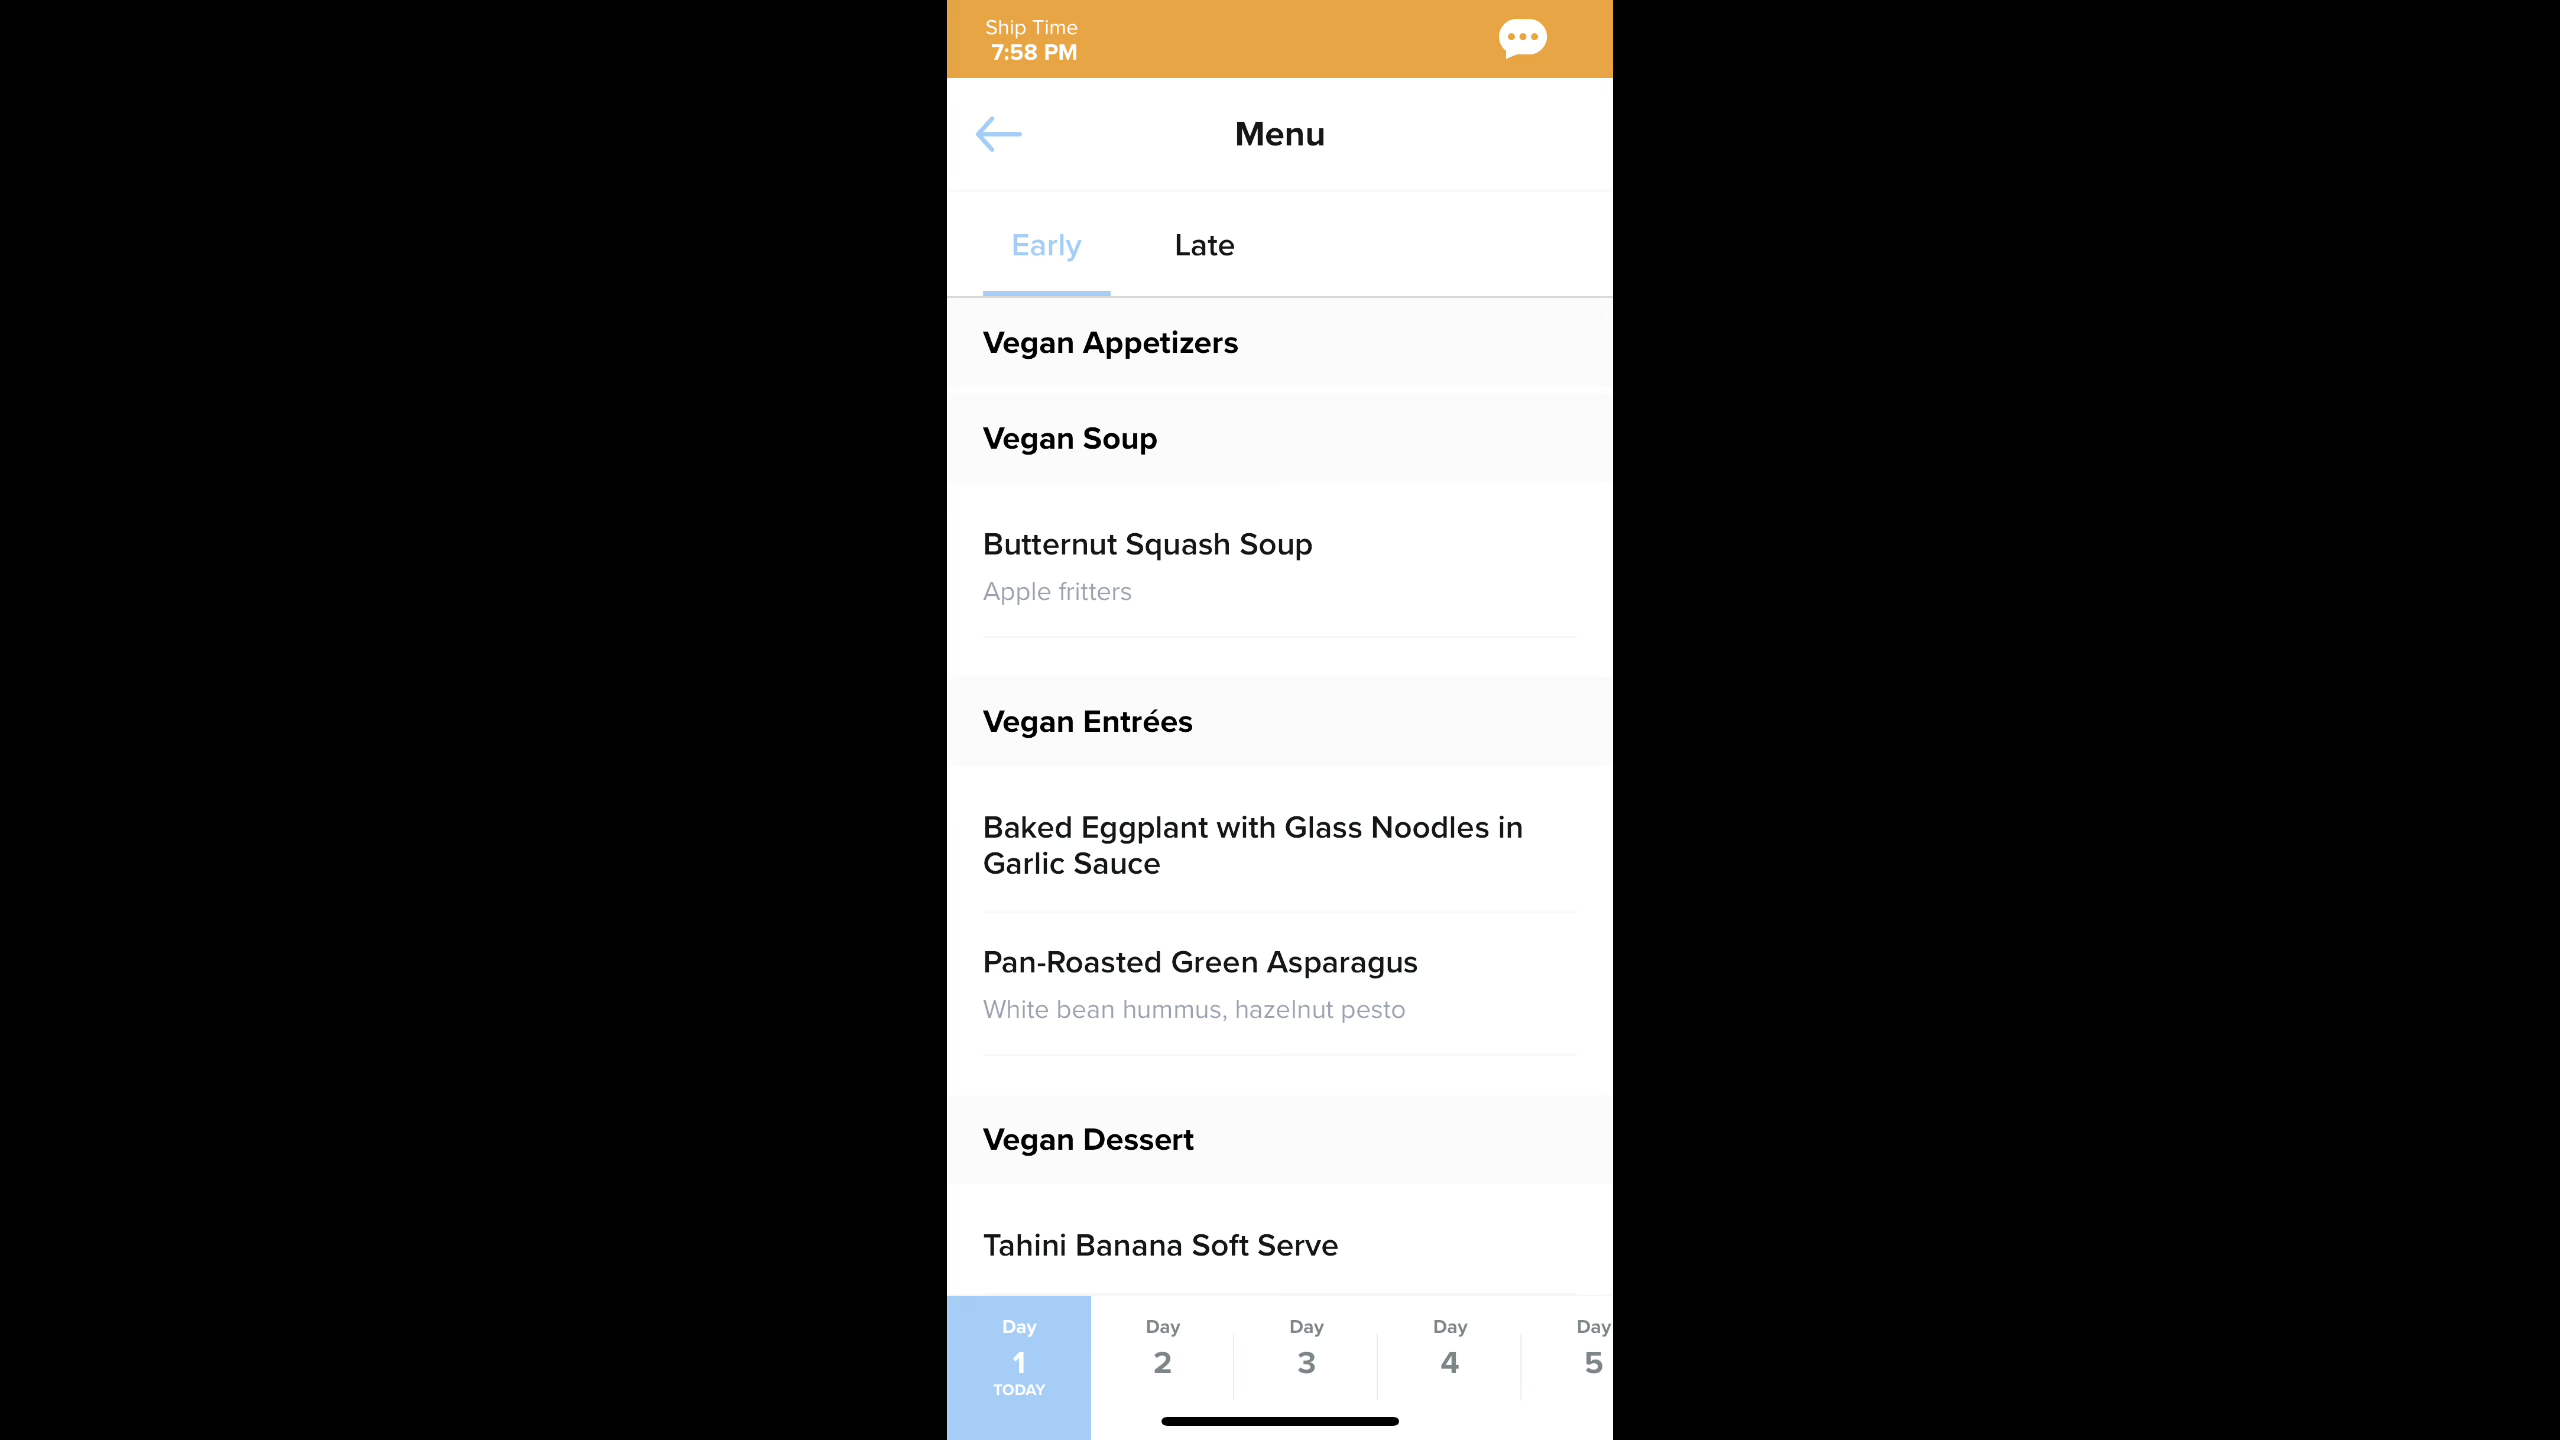 Ship Time
7:58 PM
Menu
Early
Late
Vegan Appetizers
Vegan Soup
Butternut Squash Soup
Apple fritters
Vegan Entrées
Baked Eggplant with Glass Noodles in
Garlic Sauce
Pan-Roasted Green Asparagus
White bean hummus, hazelnut pesto
Vegan Dessert
Tahini Banana Soft Serve
Day
1
TODAY
Day
2
Day
3
Day
4
Day
5